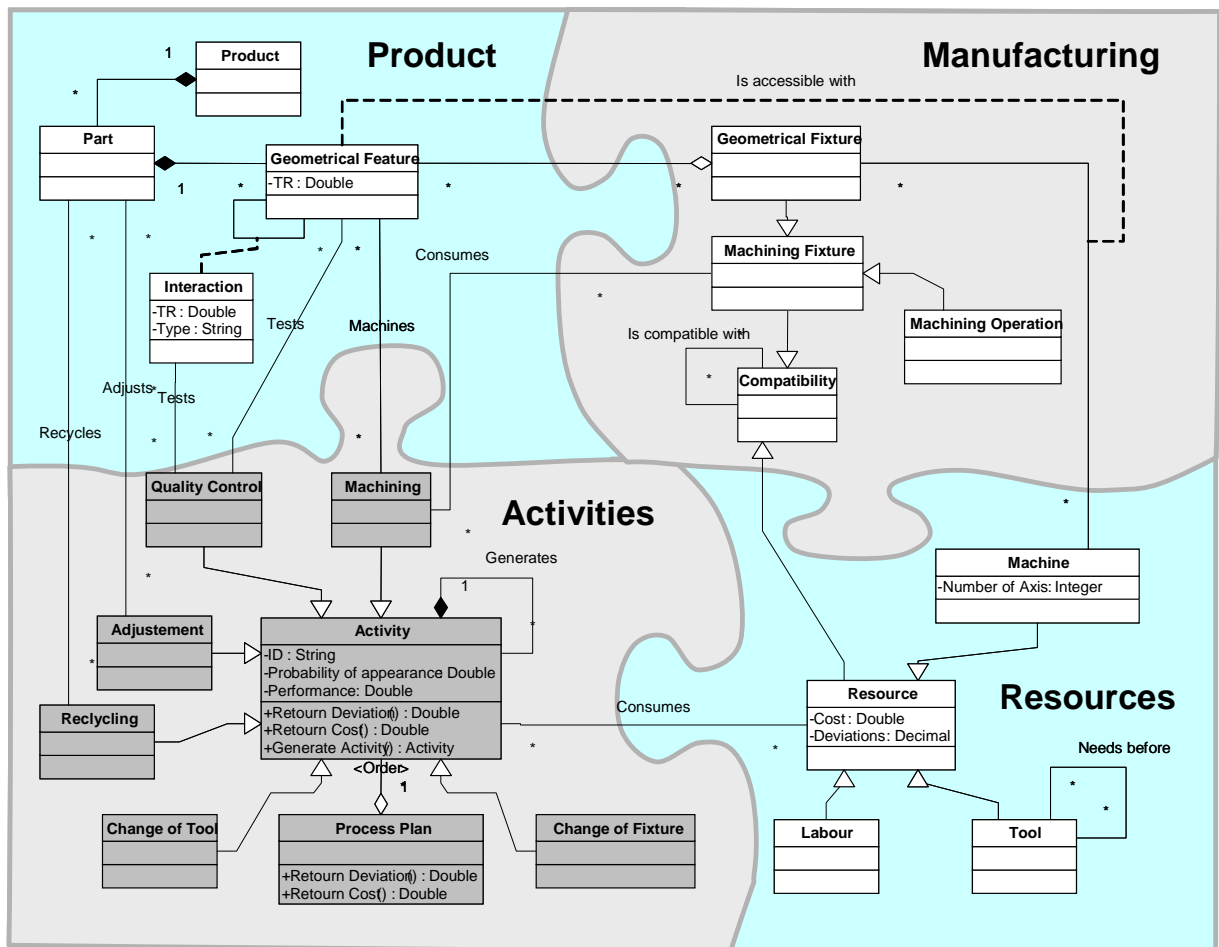 Product
Manufacturing
1
Product
Is accessible with
*
Part
Geometrical Feature
-TR : Double
Geometrical Fixture
1
*
*
*
*
*
*
*
*
Consumes
Machining Fixture
Interaction
-TR : Double
-Type : String
*
Tests
Machines
Machining Operation
Is compatible with
*
*
Compatibility
Adjusts
*
Tests
Recycles
*
*
*
Quality Control
Machining
Activities
*
*
Generates
Machine
-Number of Axis: Integer
*
1
Adjustement
Activity
*
-ID : String
-Probability of appearance: Double
-Performance: Double
*
+Retourn Deviation() : Double
+Retourn Cost() : Double
+Generate Activity() : Activity
Reclycling
Resource
-Cost : Double
-Deviations: Decimal
Resources
Consumes
*
*
Needs before
*
*
<Order>
*
1
Change of Tool
Process Plan
+Retourn Deviation() : Double
+Retourn Cost() : Double
Change of Fixture
Labour
Tool